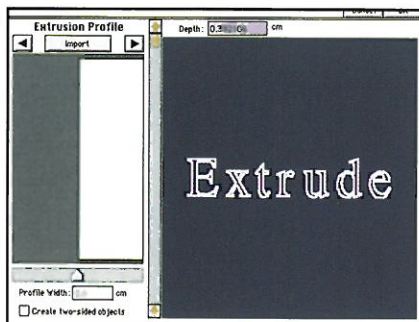 Extrusion Profile
Import
Depth:
cm
Extrude
Profile Width:
cm
Create two-sided objects